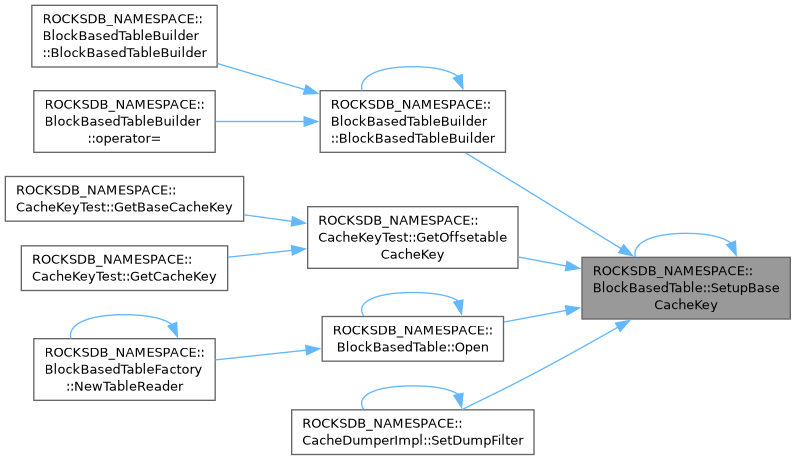 ROCKSDB_NAMESPACE::
BlockBasedTableBuilder
::BlockBasedTableBuilder
ROCKSDB_NAMESPACE::
BlockBasedTableBuilder
::operator=
ROCKSDB_NAMESPACE::
BlockBasedTableBuilder
::BlockBasedTableBuilder
ROCKSDB_NAMESPACE::
CacheKeyTest::GetBaseCacheKey
ROCKSDB_NAMESPACE::
CacheKeyTest::GetCacheKey
ROCKSDB_NAMESPACE::
CacheKeyTest::GetOffsetable
CacheKey
ROCKSDB_NAMESPACE::
BlockBasedTable::SetupBase
CacheKey
ROCKSDB_NAMESPACE::
BlockBasedTable::Open
ROCKSDB_NAMESPACE::
BlockBasedTableFactory
::NewTableReader
ROCKSDB_NAMESPACE::
CacheDumperImpl::SetDumpFilter